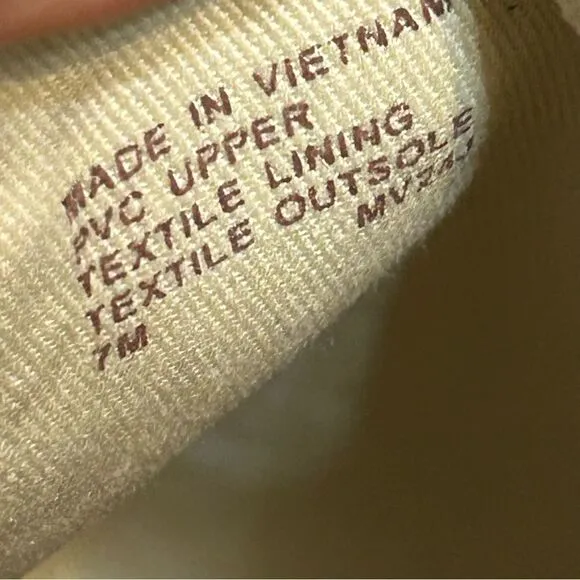 MADE IN VIETNAM
PVC UPPER
TEXTILE LINING
TEXTILE OUTSOLE
7M